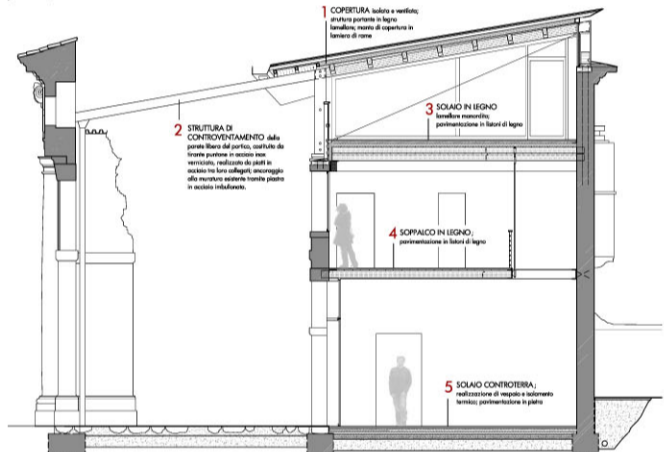 1 COPERTURA isolata e ventilata;
struttura portante in legno
lamellare; manto di copertura in
lamiera di rame
2 STRUTTURA DI
CONTROVENTAMENTO della
parete libera del portico, costituita da
tirante puntone in acciaio inox
verniciato, realizzato da piatti in
acciaio tra loro collegati; ancoraggio
alla muratura esistente tramite piastra
in acciaio imbullonata.
3 SOLAIO IN LEGNO
lamellare monordito;
pavimentazione in listoni di legno
4 SOPPALCO IN LEGNO;
pavimentazione in listoni di legno
5 SOLAIO CONTROTERRA;
realizzazione di vespaio e isolamento
termico; pavimentazione in pietra